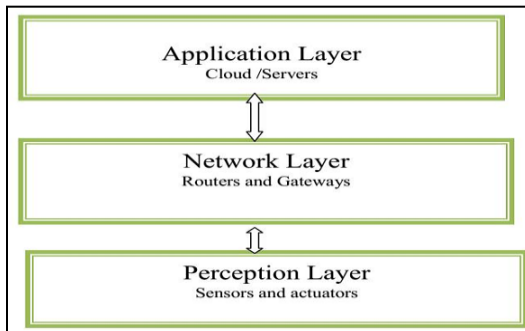 Application Layer
Cloud /Servers
Network Layer
Routers and Gateways
Perception Layer
Sensors and actuators